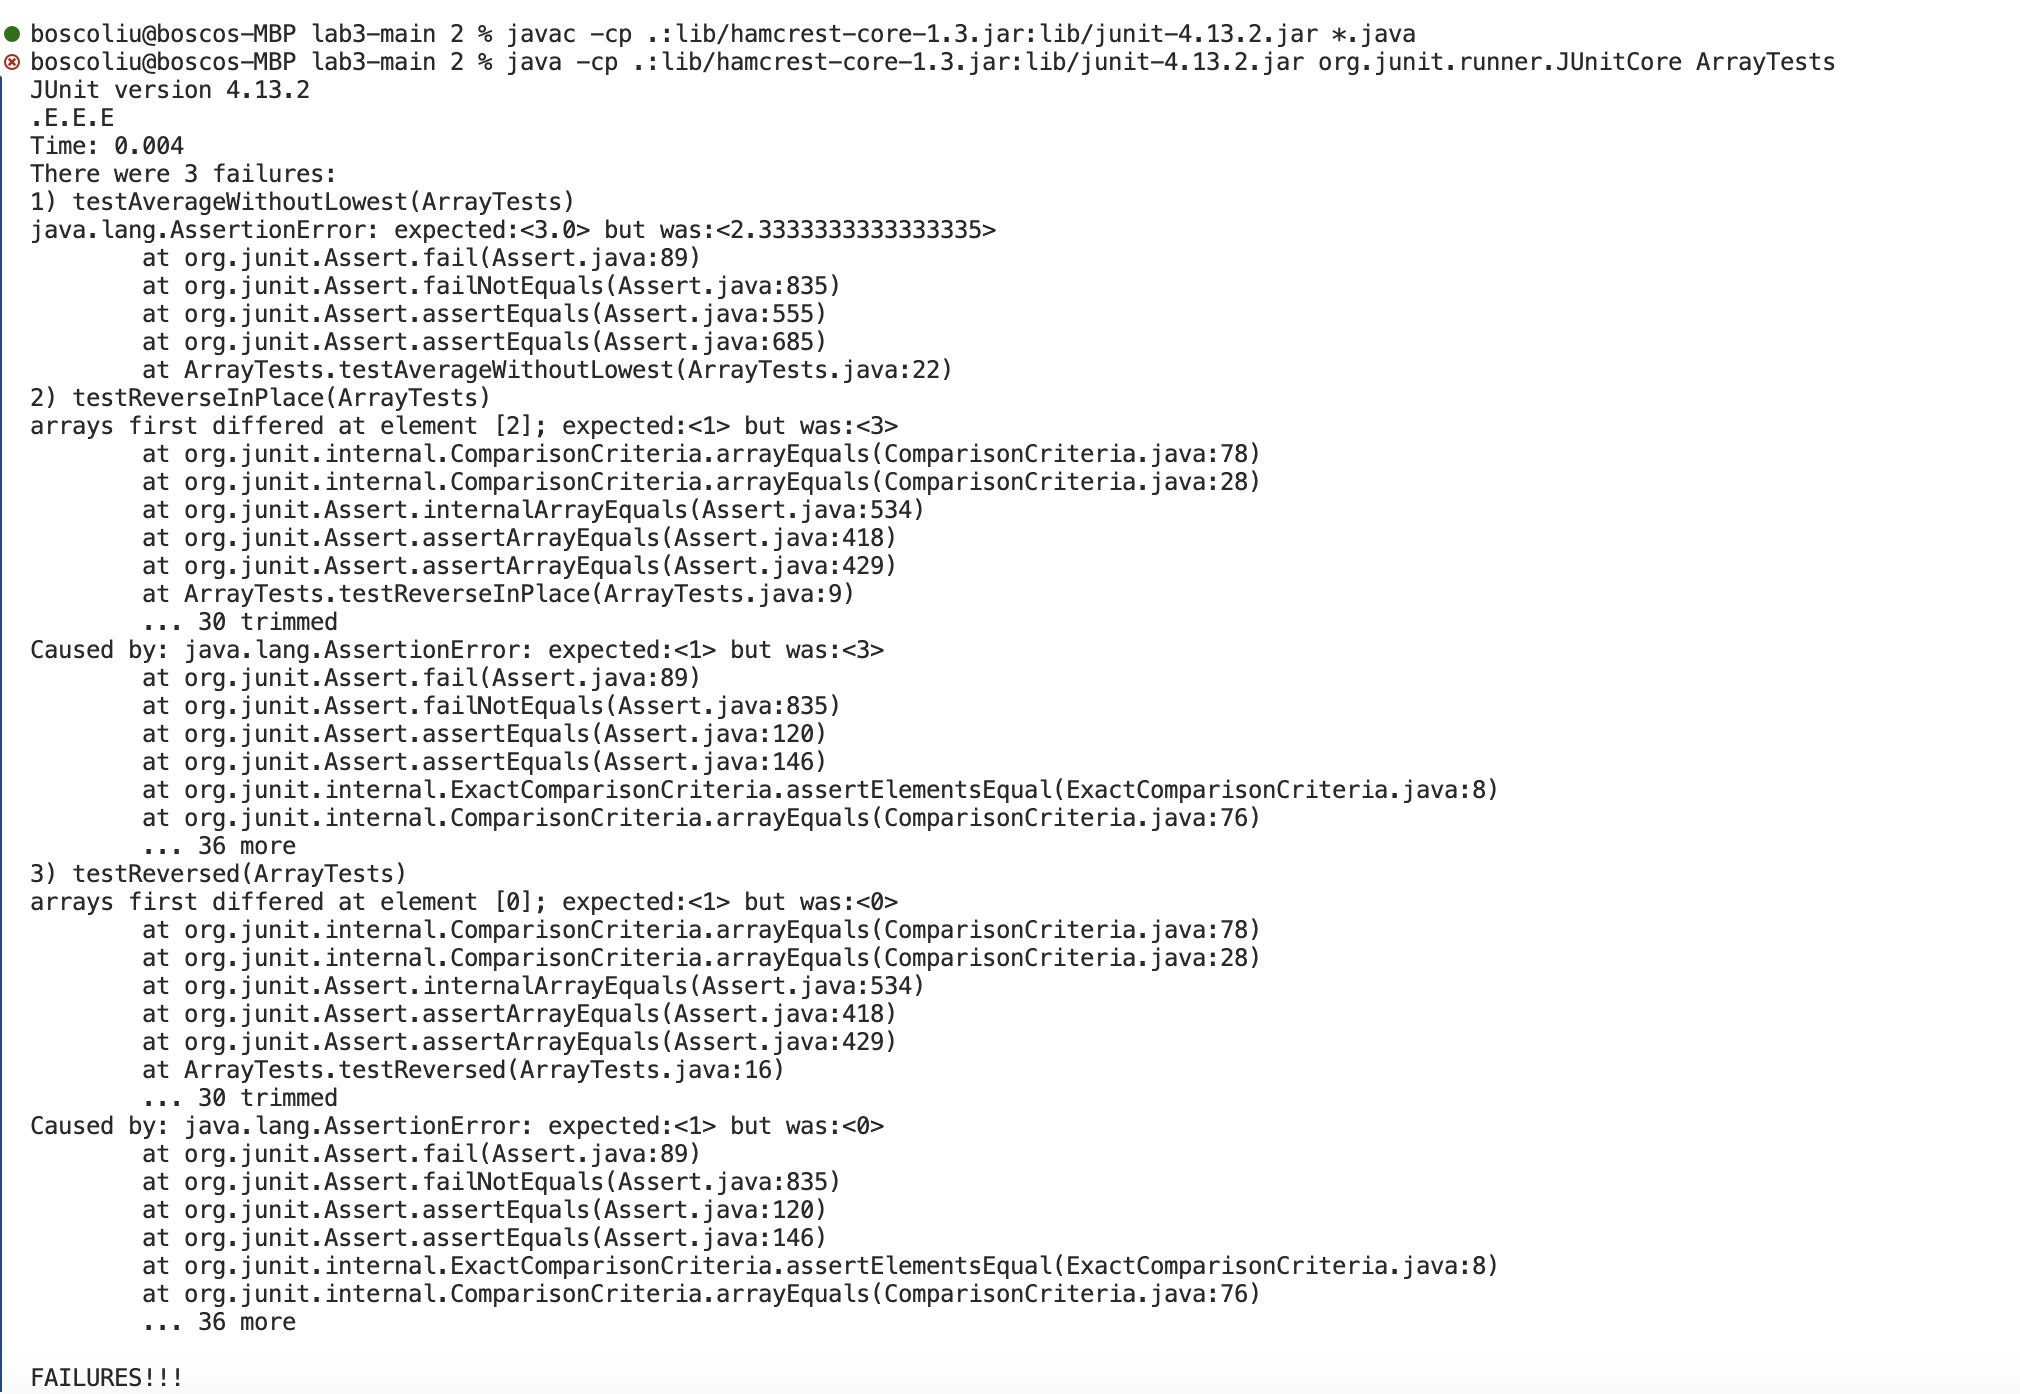 boscoliu@boscos-MBP lab3-main 2 % javac -cp .:lib/hamcrest-core-1.3.jar:lib/junit-4.13.2.jar *.java
boscoliu@boscos-MBP lab3-main 2 % java -cp .:lib/hamcrest-core-1.3.jar:lib/junit-4.13.2.jar org.junit.runner.JUnitCore ArrayTests
JUnit version 4.13.2
.E.E.E
Time: 0.004
There were 3 failures:
1) testAverageWithoutLowest(ArrayTests)
java.lang.AssertionError: expected:<3.0> but was:<2.3333333333333335>
        at org.junit.Assert.fail(Assert.java:89)
        at org.junit.Assert.failNotEquals(Assert.java:835)
        at org.junit.Assert.assertEquals(Assert.java:555)
        at org.junit.Assert.assertEquals(Assert.java:685)
        at ArrayTests.testAverageWithoutLowest(ArrayTests.java:22)
2) testReverseInPlace(ArrayTests)
arrays first differed at element [2]; expected:<1> but was:<3>
        at org.junit.internal.ComparisonCriteria.arrayEquals(ComparisonCriteria.java:78)
        at org.junit.internal.ComparisonCriteria.arrayEquals(ComparisonCriteria.java:28)
        at org.junit.Assert.internalArrayEquals(Assert.java:534)
        at org.junit.Assert.assertArrayEquals(Assert.java:418)
        at org.junit.Assert.assertArrayEquals(Assert.java:429)
        at ArrayTests.testReverseInPlace(ArrayTests.java:9)
        ... 30 trimmed
Caused by: java.lang.AssertionError: expected:<1> but was:<3>
        at org.junit.Assert.fail(Assert.java:89)
        at org.junit.Assert.failNotEquals(Assert.java:835)
        at org.junit.Assert.assertEquals(Assert.java:120)
        at org.junit.Assert.assertEquals(Assert.java:146)
        at org.junit.internal.ExactComparisonCriteria.assertElementsEqual(ExactComparisonCriteria.java:8)
        at org.junit.internal.ComparisonCriteria.arrayEquals(ComparisonCriteria.java:76)
        ... 36 more
3) testReversed(ArrayTests)
arrays first differed at element [0]; expected:<1> but was:<0>
        at org.junit.internal.ComparisonCriteria.arrayEquals(ComparisonCriteria.java:78)
        at org.junit.internal.ComparisonCriteria.arrayEquals(ComparisonCriteria.java:28)
        at org.junit.Assert.internalArrayEquals(Assert.java:534)
        at org.junit.Assert.assertArrayEquals(Assert.java:418)
        at org.junit.Assert.assertArrayEquals(Assert.java:429)
        at ArrayTests.testReversed(ArrayTests.java:16)
        ... 30 trimmed
Caused by: java.lang.AssertionError: expected:<1> but was:<0>
        at org.junit.Assert.fail(Assert.java:89)
        at org.junit.Assert.failNotEquals(Assert.java:835)
        at org.junit.Assert.assertEquals(Assert.java:120)
        at org.junit.Assert.assertEquals(Assert.java:146)
        at org.junit.internal.ExactComparisonCriteria.assertElementsEqual(ExactComparisonCriteria.java:8)
        at org.junit.internal.ComparisonCriteria.arrayEquals(ComparisonCriteria.java:76)
        ... 36 more
FAILURES!!!